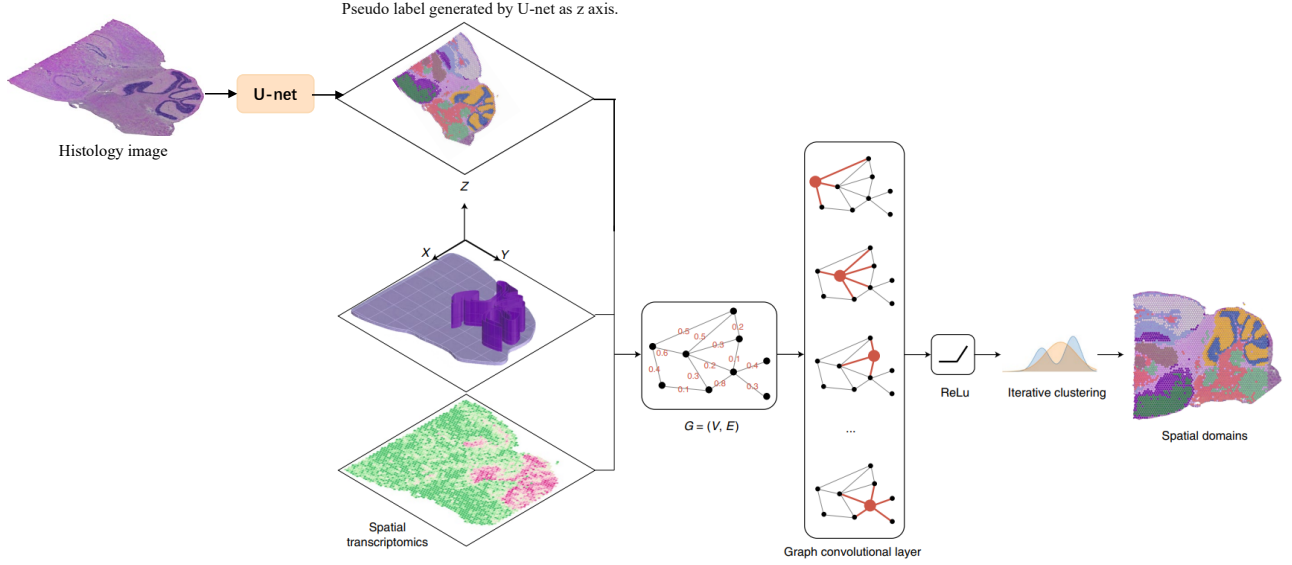 Pseudo label generated by U-net as z axis.
U-net
Histology image
Z
X
Y
0.5
0.5
0.2
0.3
0.6
0.1
0.4
0.2
0.4
0.3
0.8
0.3
0.1
G = (V, E)
...
Graph convolutional layer
ReLu
Iterative clustering
Spatial domains
Spatial
transcriptomics